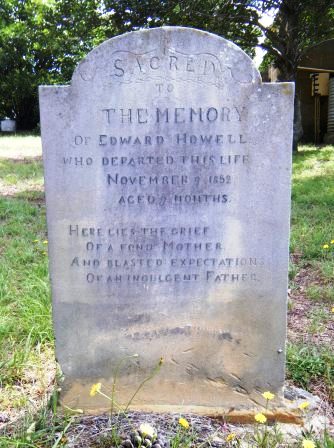 SACRED
TO
THE MEMORY
OF EDWARD HOWELL
WHO DEPARTED THIS LIFE
NOVEMBER 9 1852
AGED 9 MONTHS.
HERE LIES THE GRIEF
OF A FOND MOTHER.
AND BLASTED EXPECTATIONS
OF AN INDULGENT FATHER.